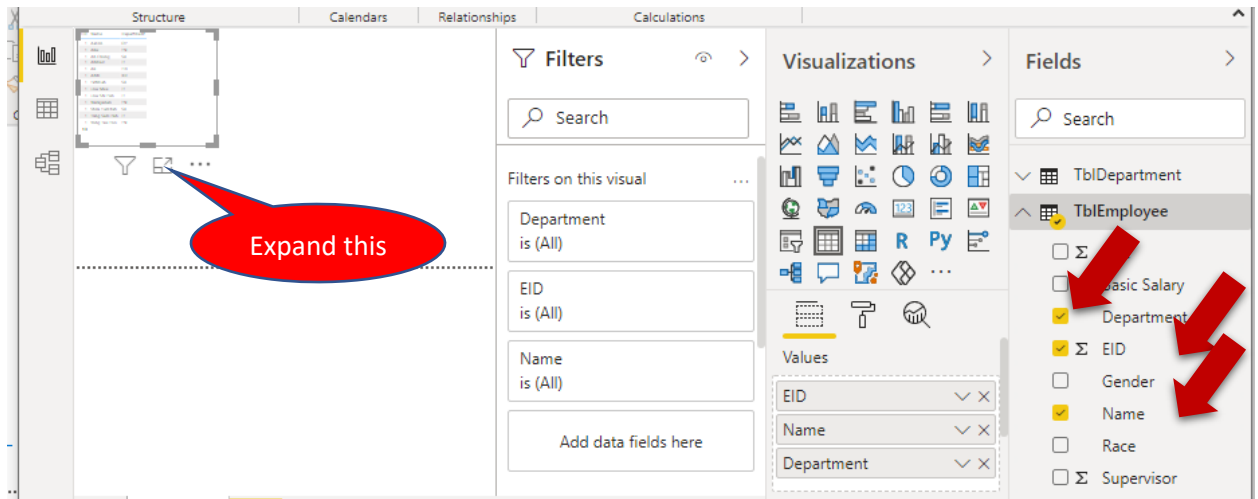 Structure
Calendars
Relationships
Calculations
Expand this
Filters
Search
Filters on this visual
Department
is (All)
EID
is (All)
Name
is (All)
Add data fields here
Visualizations
123
R
Py
Values
EID
Name
Department
Fields
Search
TblDepartment
TblEmployee
Σ
Basic Salary
Department
Σ EID
Gender
Name
Race
Σ Supervisor